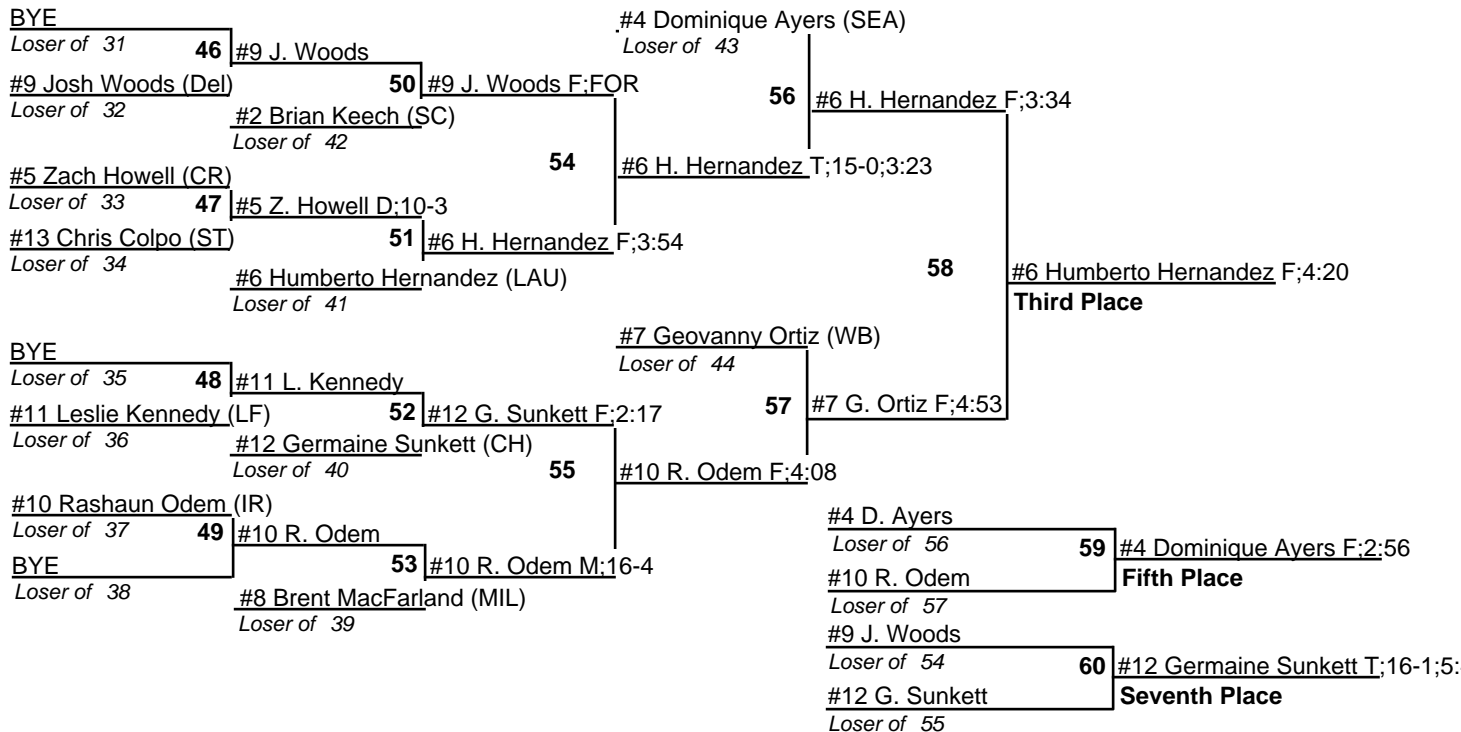 BYE
Loser of 31
46
#9 J. Woods
#9 Josh Woods (Del)
Loser of 32
50
#9 J. Woods F;FOR
#2 Brian Keech (SC)
Loser of 42
#5 Zach Howell (CR)
Loser of 33
47
#5 Z. Howell D;10-3
#13 Chris Colpo (ST)
Loser of 34
51
#6 H. Hernandez F;3:54
#6 Humberto Hernandez (LAU)
Loser of 41
54
#6 H. Hernandez T;15-0;3:23
#4 Dominique Ayers (SEA)
Loser of 43
56
#6 H. Hernandez F;3:34
58
#6 Humberto Hernandez F;4:20
Third Place
BYE
Loser of 35
48
#11 L. Kennedy
#11 Leslie Kennedy (LF)
Loser of 36
52
#12 G. Sunkett F;2:17
#12 Germaine Sunkett (CH)
Loser of 40
#10 Rashaun Odem (IR)
Loser of 37
49
#10 R. Odem
BYE
Loser of 38
53
#10 R. Odem M;16-4
#8 Brent MacFarland (MIL)
Loser of 39
55
#10 R. Odem F;4:08
#7 Geovanny Ortiz (WB)
Loser of 44
57
#7 G. Ortiz F;4:53
#4 D. Ayers
Loser of 56
59
#4 Dominique Ayers F;2:56
Fifth Place
#10 R. Odem
Loser of 57
#9 J. Woods
Loser of 54
60
#12 Germaine Sunkett T;16-1;5:
Seventh Place
#12 G. Sunkett
Loser of 55